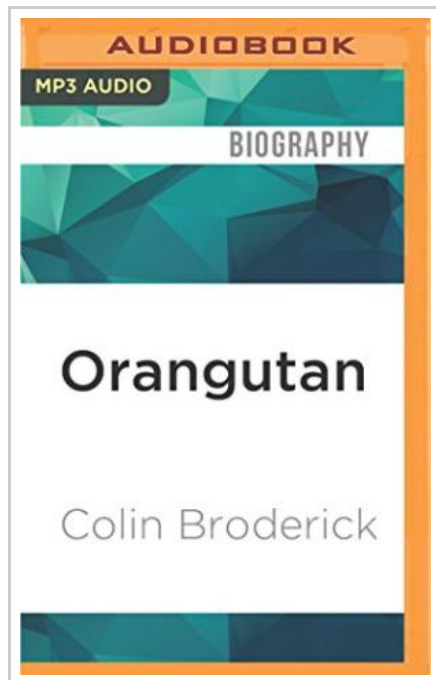 AUDIOBOOK
MP3 AUDIO
BIOGRAPHY
Orangutan
Colin Broderick